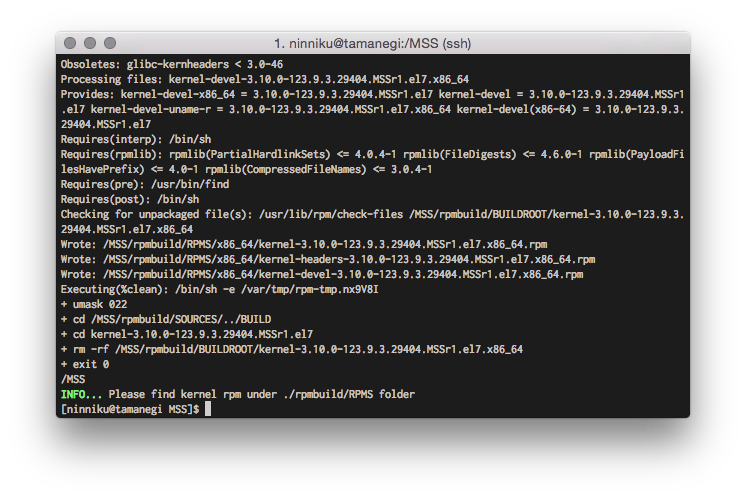 1. ninniku@tamanegi:/MSS (ssh)
Obsoletes: glibc-kernheaders < 3.0-46
Processing files: kernel-devel-3.10.0-123.9.3.29404.MSSr1.el7.x86_64
Provides: kernel-devel-x86_64 = 3.10.0-123.9.3.29404.MSSr1.el7 kernel-devel = 3.10.0-123.9.3.29404.MSSr1
.el7 kernel-devel-uname-r = 3.10.0-123.9.3.29404.MSSr1.el7.x86_64 kernel-devel(x86-64) = 3.10.0-123.9.3.
29404.MSSr1.el7
Requires(interp): /bin/sh
Requires(rpmlib): rpmlib(PartialHardlinkSets) <= 4.0.4-1 rpmlib(FileDigests) <= 4.6.0-1 rpmlib(PayloadFi
lesHavePrefix) <= 4.0-1 rpmlib(CompressedFileNames) <= 3.0.4-1
Requires(pre): /usr/bin/find
Requires(post): /bin/sh
Checking for unpackaged file(s): /usr/lib/rpm/check-files /MSS/rpmbuild/BUILDROOT/kernel-3.10.0-123.9.3.
29404.MSSr1.el7.x86_64
Wrote: /MSS/rpmbuild/RPMS/x86_64/kernel-3.10.0-123.9.3.29404.MSSr1.el7.x86_64.rpm
Wrote: /MSS/rpmbuild/RPMS/x86_64/kernel-headers-3.10.0-123.9.3.29404.MSSr1.el7.x86_64.rpm
Wrote: /MSS/rpmbuild/RPMS/x86_64/kernel-devel-3.10.0-123.9.3.29404.MSSr1.el7.x86_64.rpm
Executing(%clean): /bin/sh -e /var/tmp/rpm-tmp.nx9V8I
+ umask 022
+ cd /MSS/rpmbuild/SOURCES/../BUILD
+ cd kernel-3.10.0-123.9.3.29404.MSSr1.el7
+ rm -rf /MSS/rpmbuild/BUILDROOT/kernel-3.10.0-123.9.3.29404.MSSr1.el7.x86_64
+ exit 0
/MSS
INFO... Please find kernel rpm under ./rpmbuild/RPMS folder
[ninniku@tamanegi MSS]$